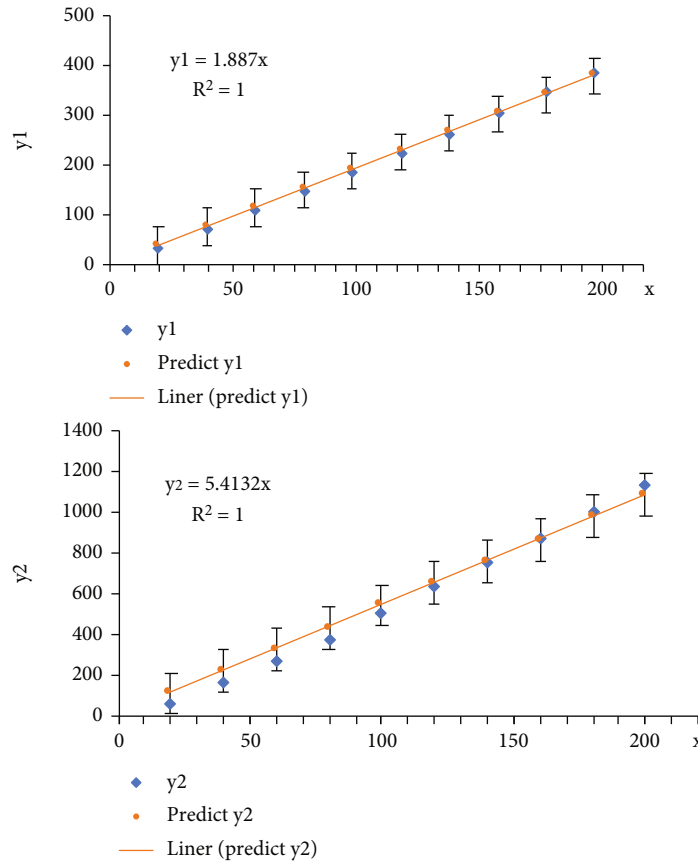 500
400
300
200
100
0
y1
y1 = 1.887x
R² = 1
0 50 100 150 200 x
y1
Predict y1
Liner (predict y1)
1400
1200
1000
800
600
400
200
0
y2
y2 = 5.4132x
R² = 1
0 50 100 150 200 x
y2
Predict y2
Liner (predict y2)